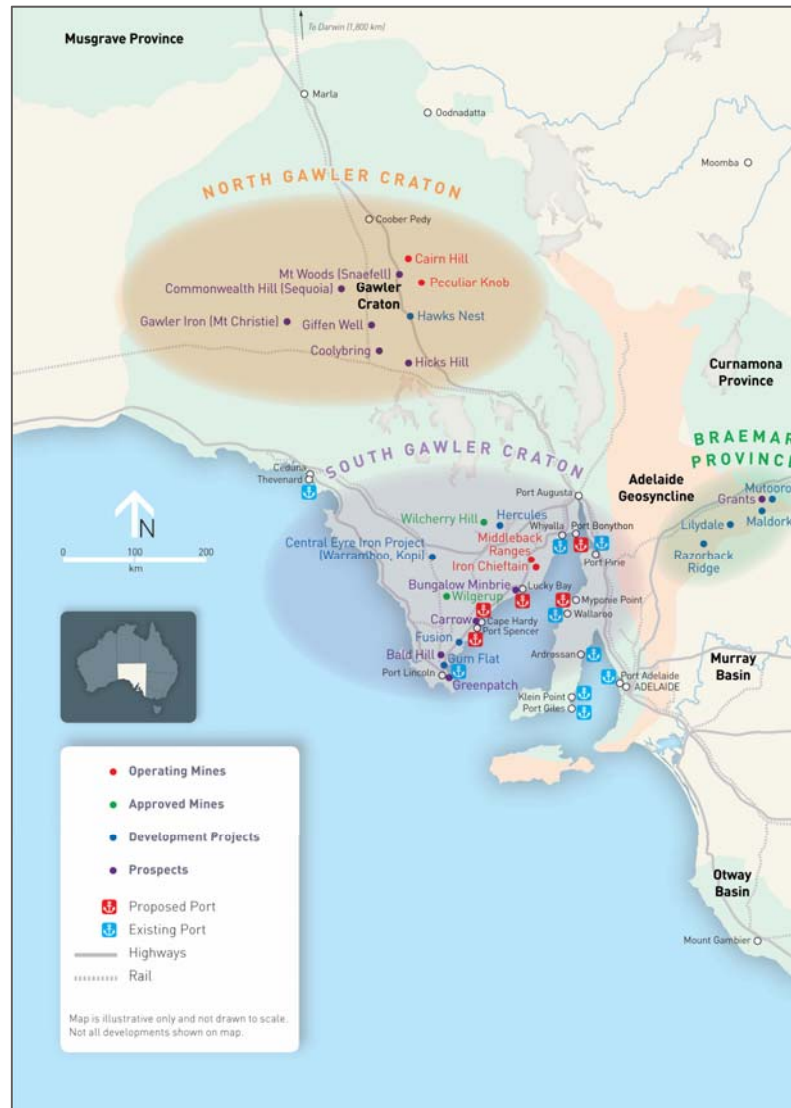 To Darwin (1,800 km)
Musgrave Province
Marla
Oodnadatta
Moomba
NORTH GAWLER CRATON
Coober Pedy
Cairn Hill
Mt Woods (Snaefell)
Peculiar Knob
Commonwealth Hill (Sequoia)
Gawler
Craton
Hawks Nest
Gawler Iron (Mt Christie)
Giffen Well
Coolybring
Hicks Hill
Curnamona
Province
SOUTH GAWLER CRATON
BRAEMAR
PROVINCE
Adelaide
Geosyncline
Ceduna
Thevenard
Port Augusta
Mutooro
Grants
Maldork
Lilydale
Razorback
Ridge
Wilcherry Hill
Hercules
Whyalla
Port Bonython
Middleback
Ranges
Port Pirie
Central Eyre Iron Project
(Warramboo, Kopi)
Iron Chieftain
Bungalow Minbrie
Lucky Bay
Wilgerup
Myponie Point
Wallaroo
Carrow
Cape Hardy
Port Spencer
Fusion
Bald Hill
Gum Flat
Ardrossan
Port Lincoln
Greenpatch
Port Adelaide
ADELAIDE
Klein Point
Port Giles
Murray
Basin
N
0 100 200
km
Operating Mines
Approved Mines
Development Projects
Prospects
Proposed Port
Existing Port
Highways
Rail
Map is illustrative only and not drawn to scale.
Not all developments shown on map.
Otway
Basin
Mount Gambier